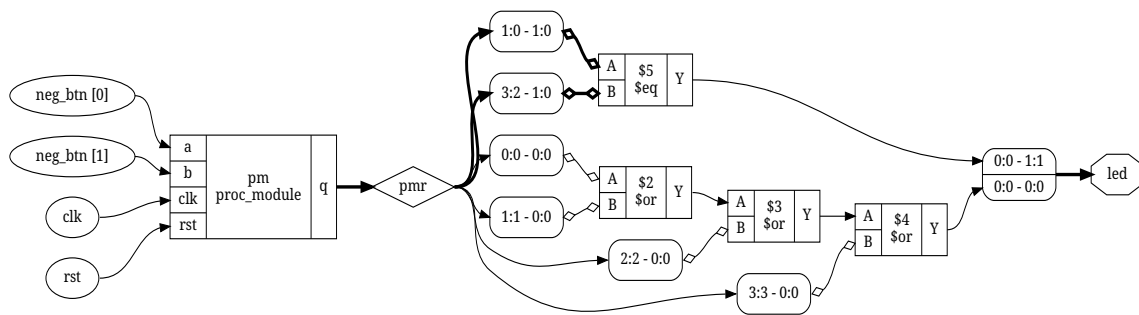 neg_btn [0]
neg_btn [1]
clk
rst
a
b
clk
rst
pm
proc_module
q
pmr
1:0 - 1:0
3:2 - 1:0
0:0 - 0:0
1:1 - 0:0
2:2 - 0:0
3:3 - 0:0
A
B
$5
$eq
Y
A
B
$2
$or
Y
A
B
$3
$or
Y
A
B
$4
$or
Y
0:0 - 1:1
0:0 - 0:0
led